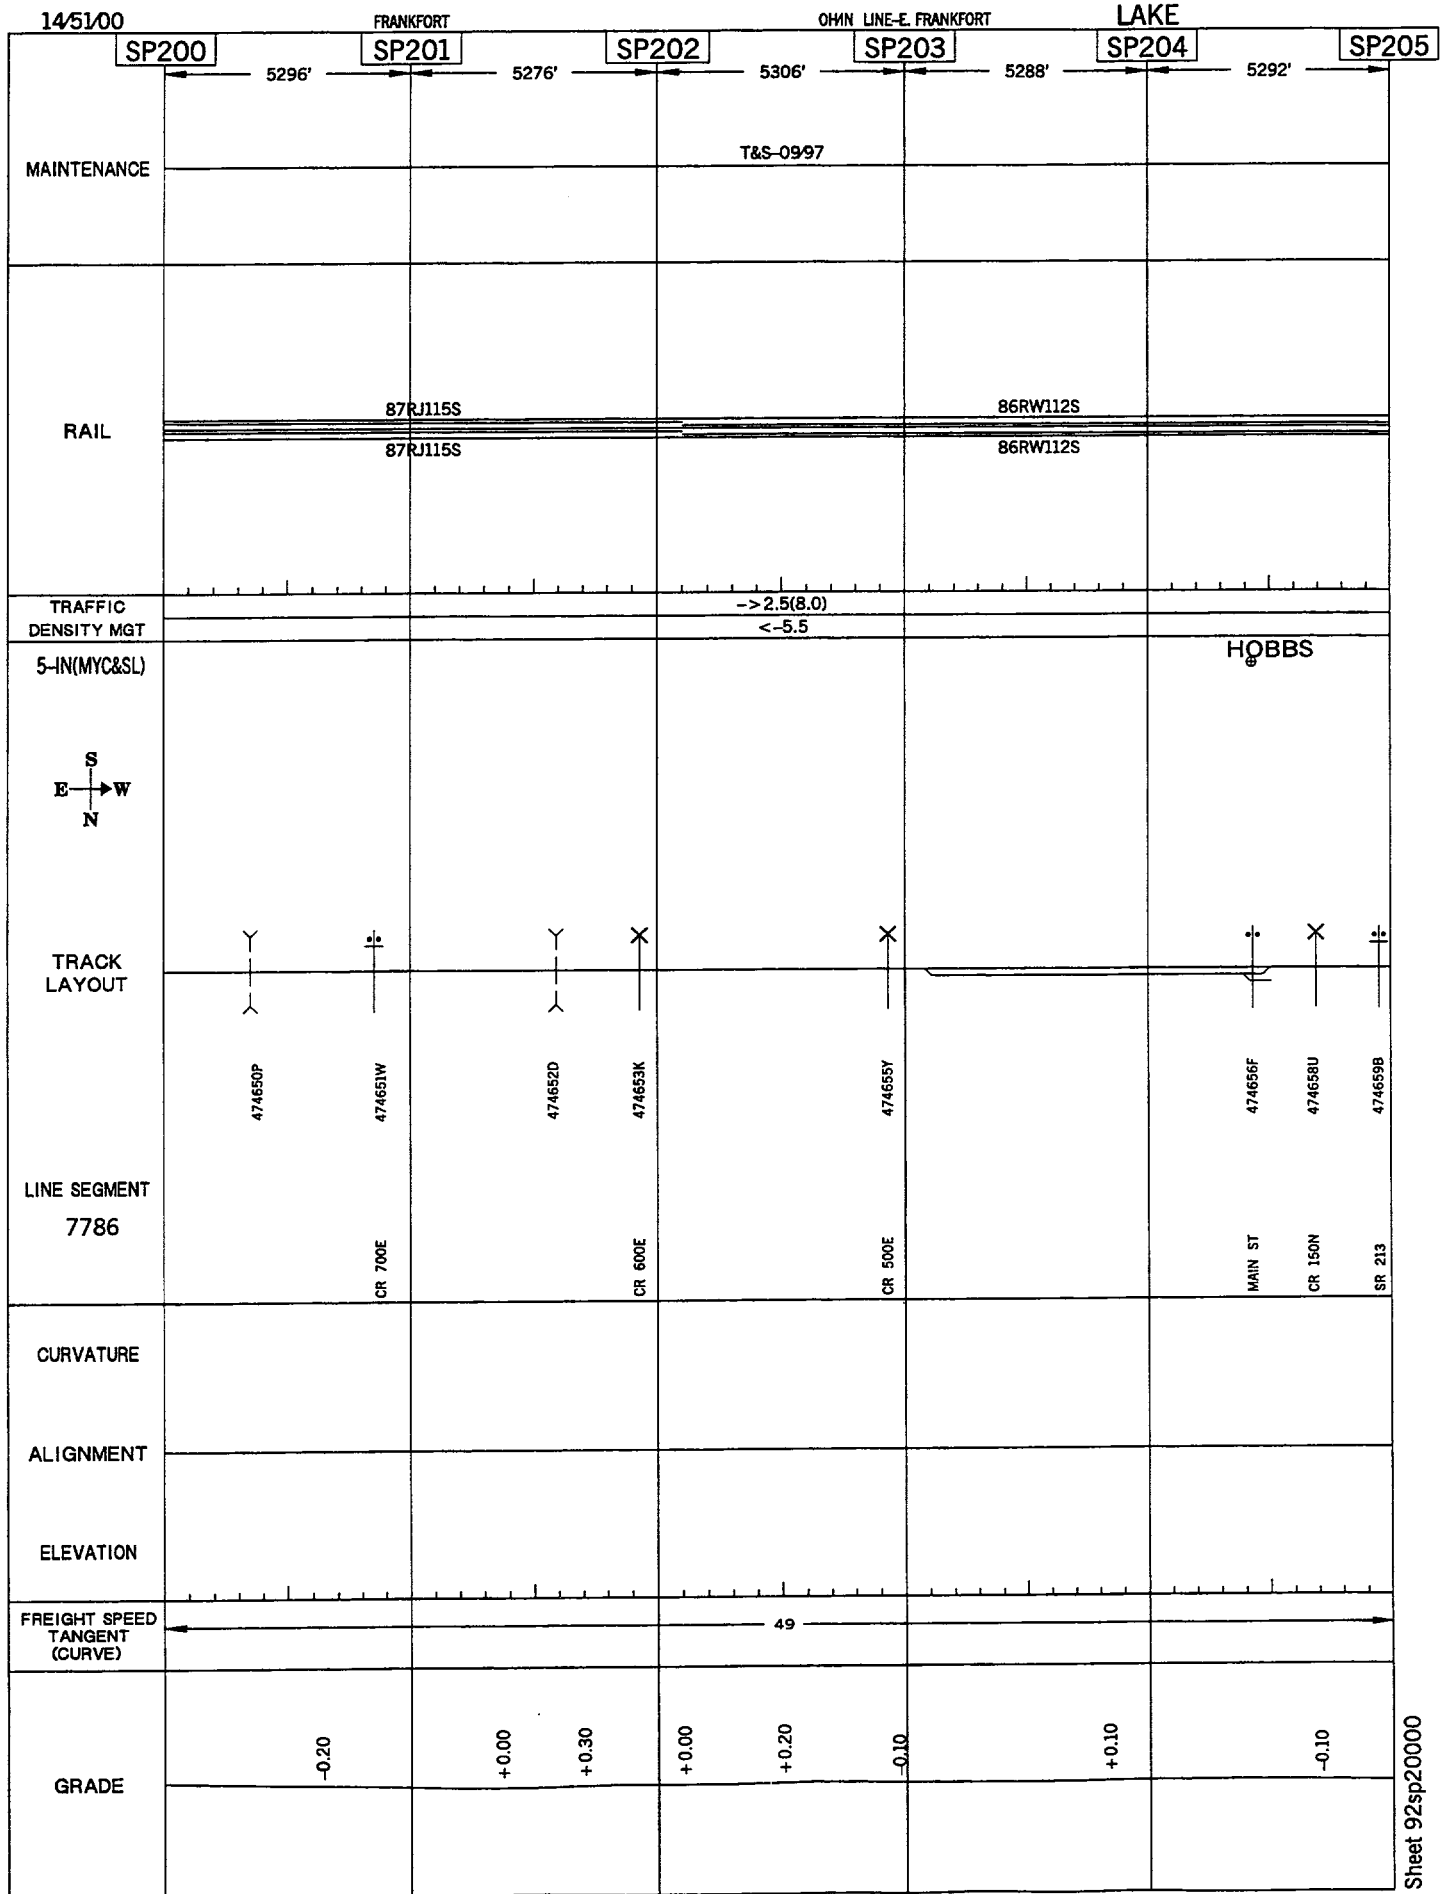 14/51/00 FRANKFORT OHIN LINE-E. FRANKFORT LAKE
SP200 SP201 SP202 SP203 SP204 SP205
5296' 5276' 5306' 5288' 5292'
MAINTENANCE T&S-09/97
87RJ115S 86RW112S
RAIL
87RJ115S 86RW112S
TRAFFIC ->2.5(8.0)
DENSITY MGT <-5.5
5-IN(MYC&SL) HOBBS
S
E W
N
TRACK
LAYOUT
474650P 474651W 474652D 474653K 474655Y 474656F 474658U 474659B
LINE SEGMENT
7786
CR 700E CR 600E CR 500E MAIN ST CR 150N SR 213
CURVATURE
ALIGNMENT
ELEVATION
FREIGHT SPEED
TANGENT
(CURVE)
49
-0.20 +0.00 +0.30 +0.00 +0.20 -0.10 +0.10 -0.10
GRADE
Sheet 92sp20000